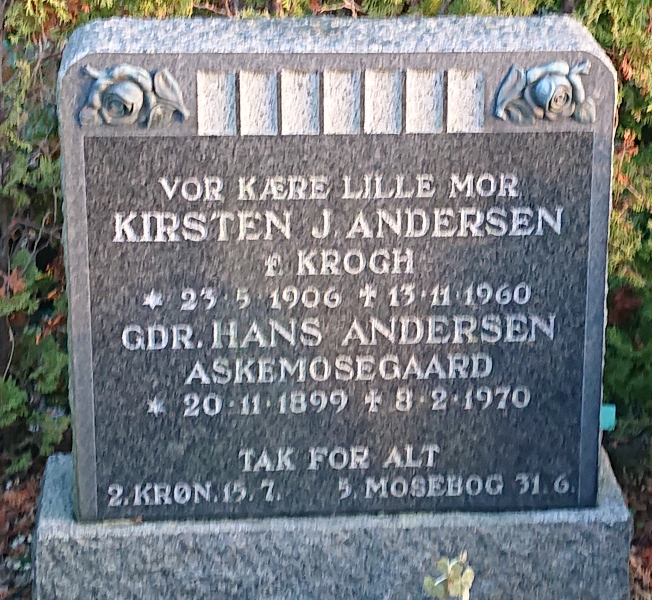 VOR KÆRE LILLE MOR
KIRSTEN J. ANDERSEN
F. KROGH
* 23·5·1906 ✝ 13·11·1960
GDR. HANS ANDERSEN
ASKEMOSEGAARD
* 20·11·1899 ✝ 8·2·1970
TAK FOR ALT
2. KRØN. 15. 7. 5. MOSEBOG 31. 6.